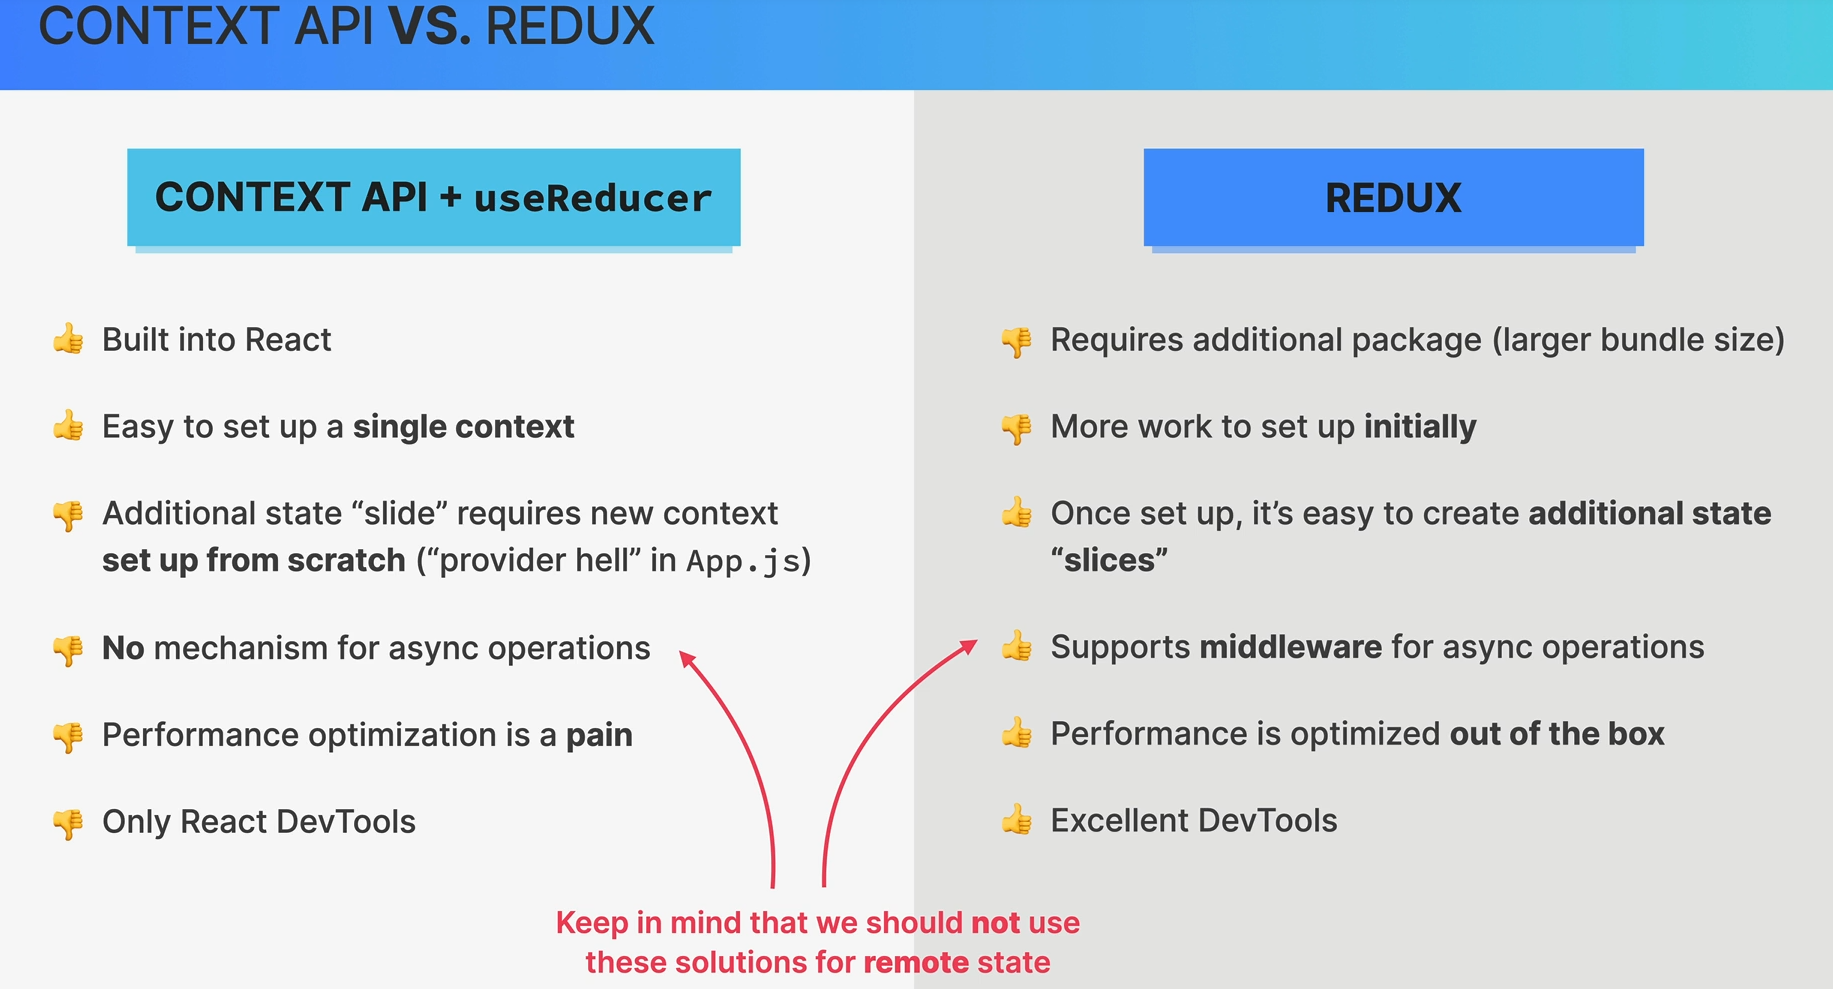 CONTEXT API VS. REDUX
CONTEXT API + useReducer
Built into React
Easy to set up a single context
Additional state “slide” requires new context
set up from scratch (“provider hell” in App.js)
No mechanism for async operations
Performance optimization is a pain
Only React DevTools
REDUX
Requires additional package (larger bundle size)
More work to set up initially
Once set up, it’s easy to create additional state
“slices”
Supports middleware for async operations
Performance is optimized out of the box
Excellent DevTools
Keep in mind that we should not use
these solutions for remote state